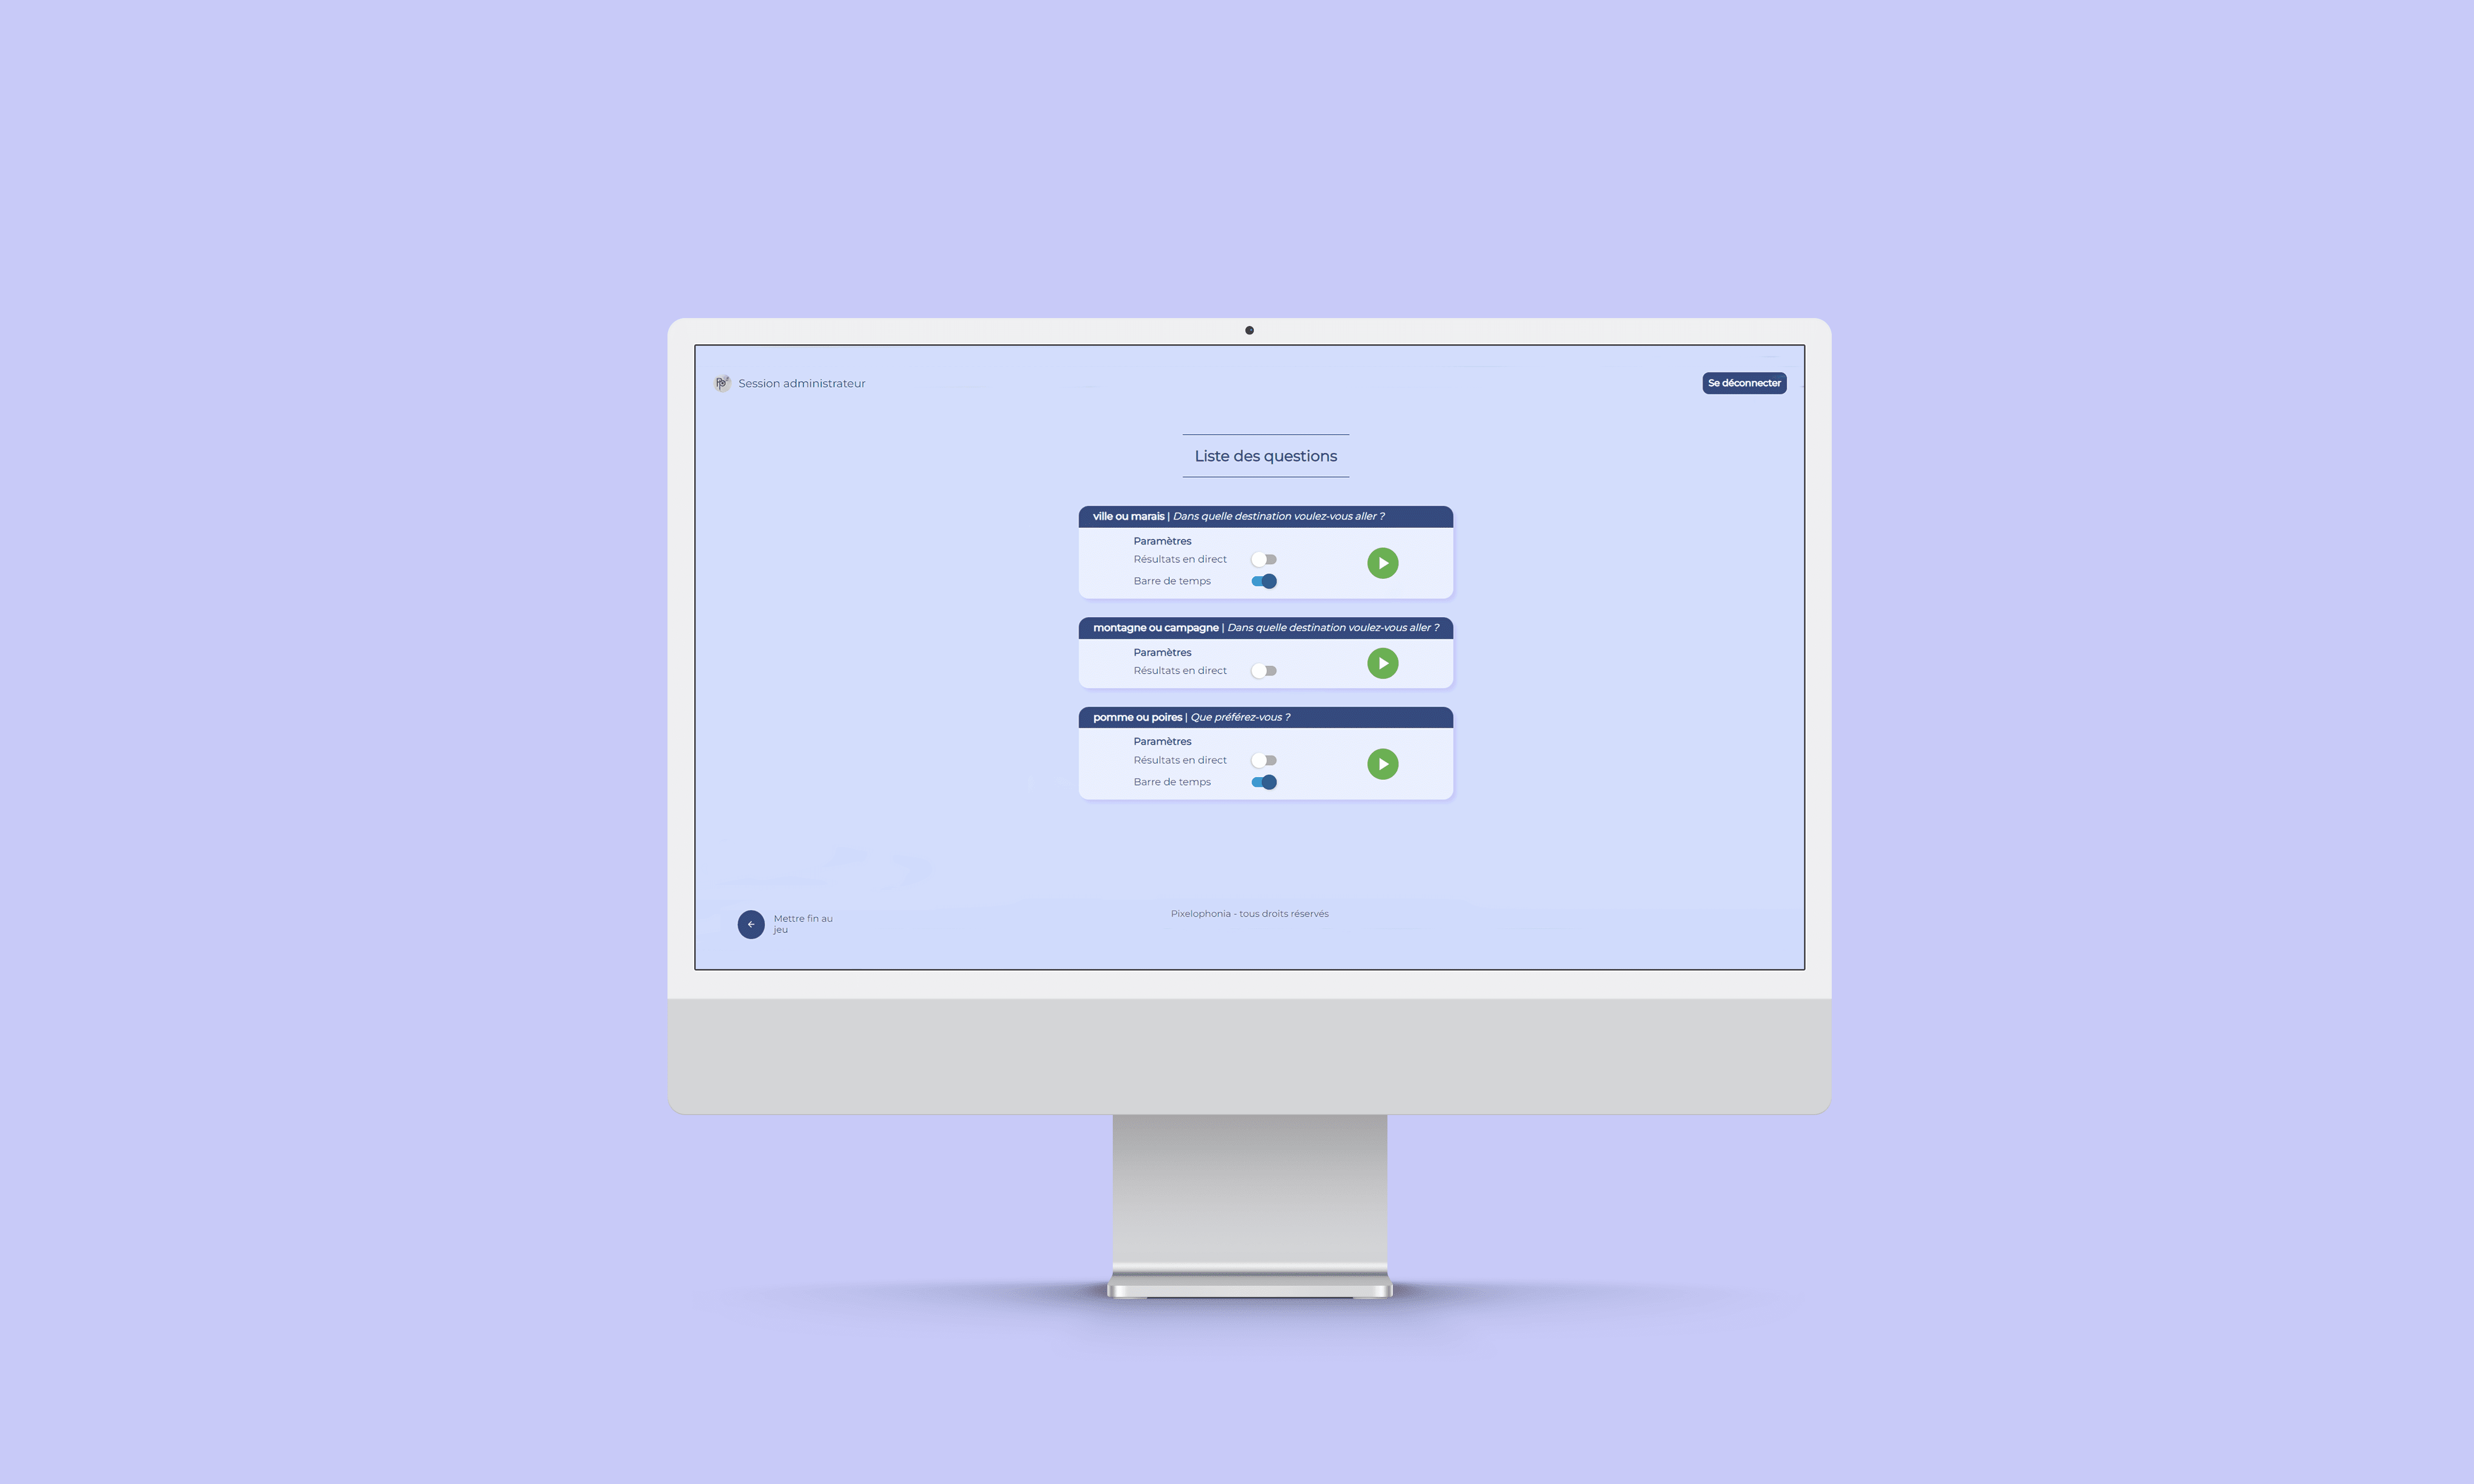 Session administrateur
Se déconnecter
Liste des questions
ville ou marais | Dans quelle destination voulez-vous aller ?
Paramètres
Résultats en direct
Barre de temps
montagne ou campagne | Dans quelle destination voulez-vous aller ?
Paramètres
Résultats en direct
pomme ou poires | Que préférez-vous ?
Paramètres
Résultats en direct
Barre de temps
Mettre fin au
jeu
Pixelophonia - tous droits réservés